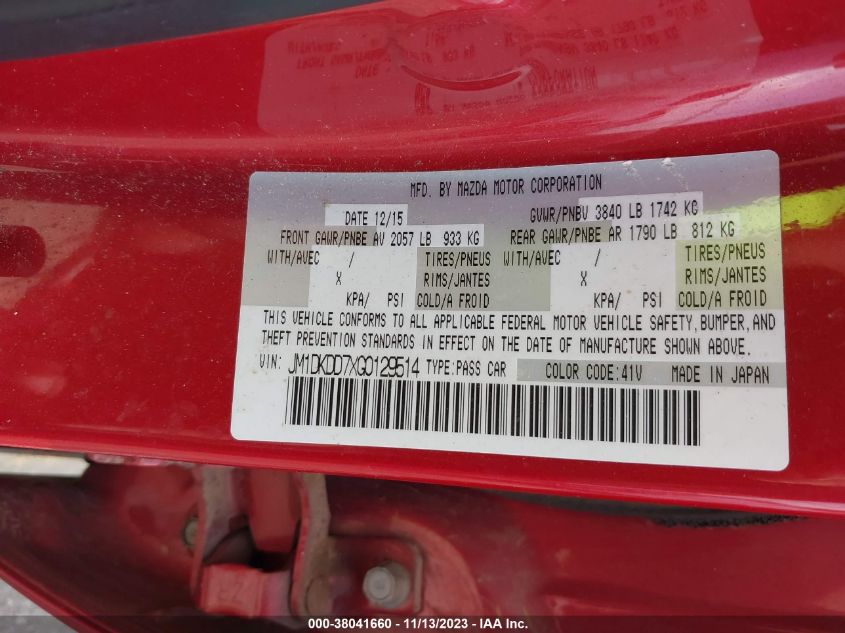 MFD. BY MAZDA MOTOR CORPORATION
DATE 12/15 GVWR/PNBV 3840 LB 1742 KG
FRONT GAWR/PNBE AV 2057 LB 933 KG REAR GAWR/PNBE AR 1790 LB 812 KG
WITH/AVEC / TIRES/PNEUS WITH/AVEC / TIRES/PNEUS
X RIMS/JANTES X RIMS/JANTES
KPA/ PSI COLD/A FROID KPA/ PSI COLD/A FROID
THIS VEHICLE CONFORMS TO ALL APPLICABLE FEDERAL MOTOR VEHICLE SAFETY, BUMPER, AND
THEFT PREVENTION STANDARDS IN EFFECT ON THE DATE OF MANUFACTURE SHOWN ABOVE.
VIN: JM1DKDD7XG0129514 TYPE:PASS CAR COLOR CODE:41V MADE IN JAPAN
000-38041660 - 11/13/2023 - IAA Inc.